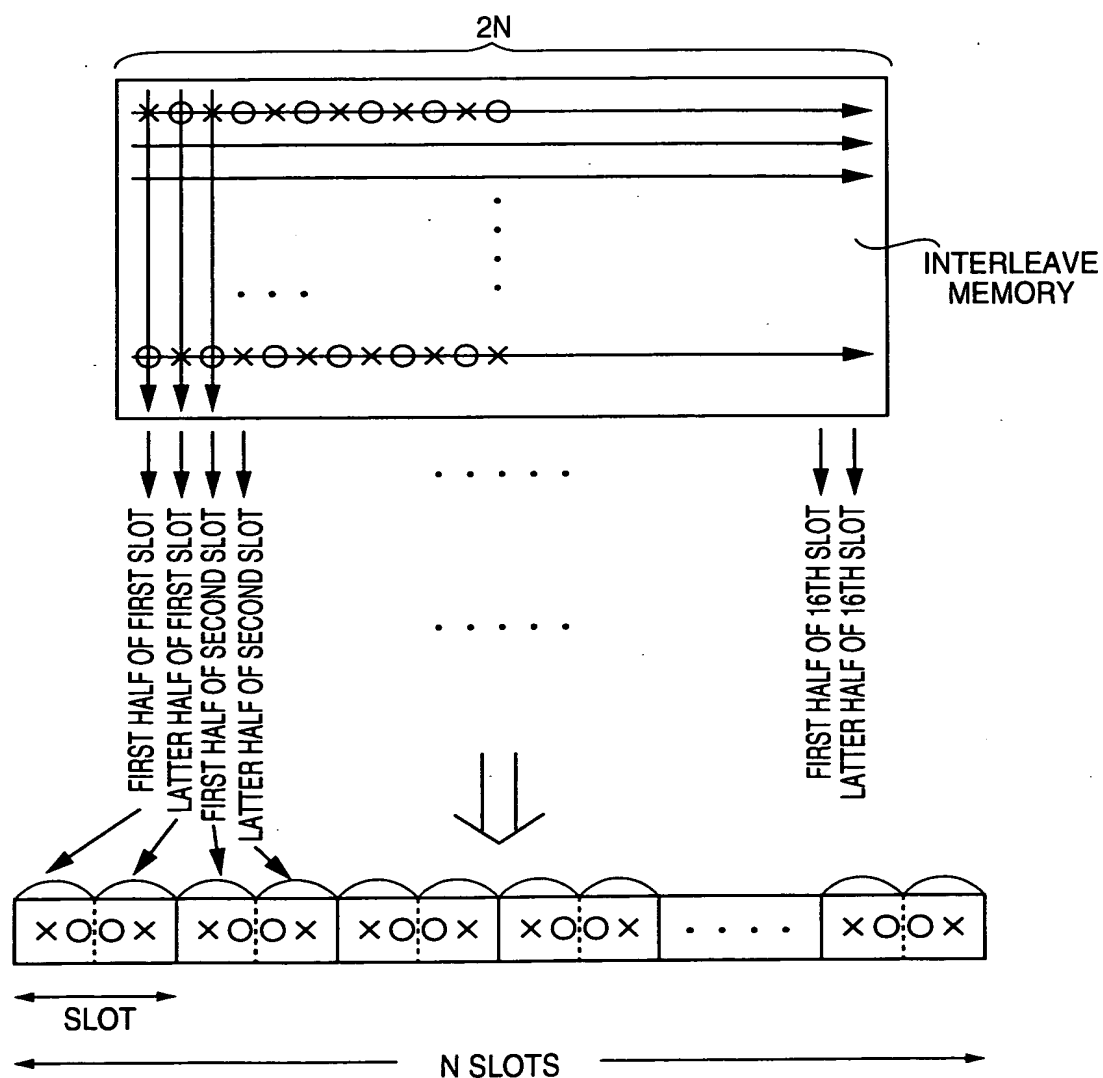 2N
INTERLEAVE
MEMORY
FIRST HALF OF FIRST SLOT
LATTER HALF OF FIRST SLOT
FIRST HALF OF SECOND SLOT
LATTER HALF OF SECOND SLOT
FIRST HALF OF 16TH SLOT
LATTER HALF OF 16TH SLOT
SLOT
N SLOTS